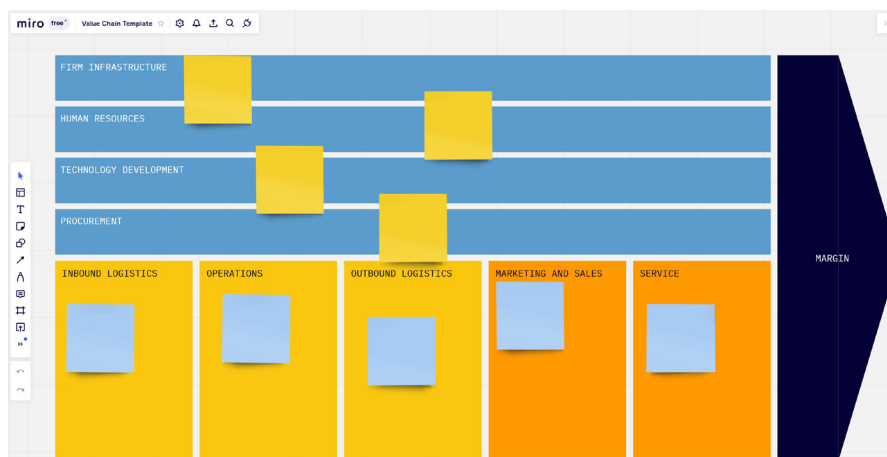 miro free Value Chain Template
FIRM INFRASTRUCTURE
HUMAN RESOURCES
TECHNOLOGY DEVELOPMENT
PROCUREMENT
INBOUND LOGISTICS
OPERATIONS
OUTBOUND LOGISTICS
MARKETING AND SALES
SERVICE
MARGIN